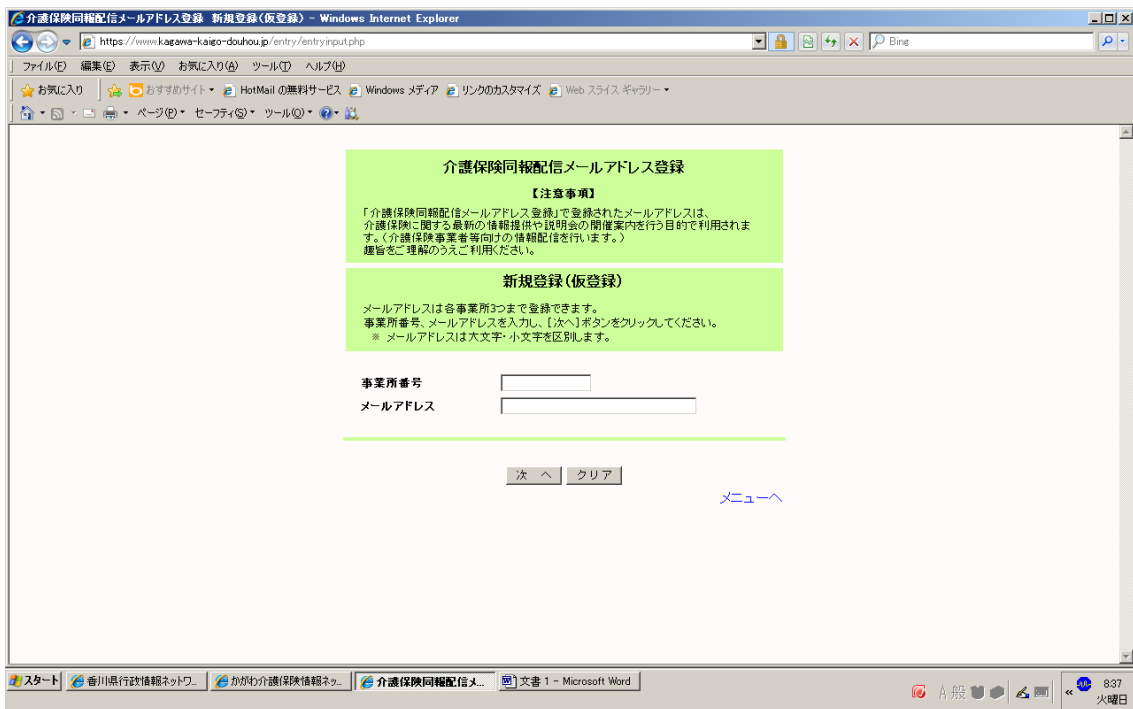 介護保険同報配信メールアドレス登録　新規登録(仮登録) - Windows Internet Explorer
https://www.kagawa-kaigo-douhou.jp/entry/entryinput.php
Bing
ファイル(F)　編集(E)　表示(V)　お気に入り(A)　ツール(T)　ヘルプ(H)
お気に入り　おすすめサイト　HotMail の無料サービス　Windows メディア　リンクのカスタマイズ　Web スライス ギャラリー
ページ(P)　セーフティ(S)　ツール(O)
介護保険同報配信メールアドレス登録
【注意事項】
「介護保険同報配信メールアドレス登録」で登録されたメールアドレスは、
介護保険に関する最新の情報提供や説明会の開催案内を行う目的で利用されま
す。(介護保険事業者等向けの情報配信を行います。)
趣旨をご理解のうえご利用ください。
新規登録(仮登録)
メールアドレスは各事業所3つまで登録できます。
事業所番号、メールアドレスを入力し、[次へ]ボタンをクリックしてください。
※ メールアドレスは大文字・小文字を区別します。
事業所番号
メールアドレス
次　へ　クリア
メニューへ
スタート　香川県行政情報ネットワ...　かがわ介護保険情報ネッ...　介護保険同報配信メ...　文書 1 - Microsoft Word
A 般　«　8:37
火曜日